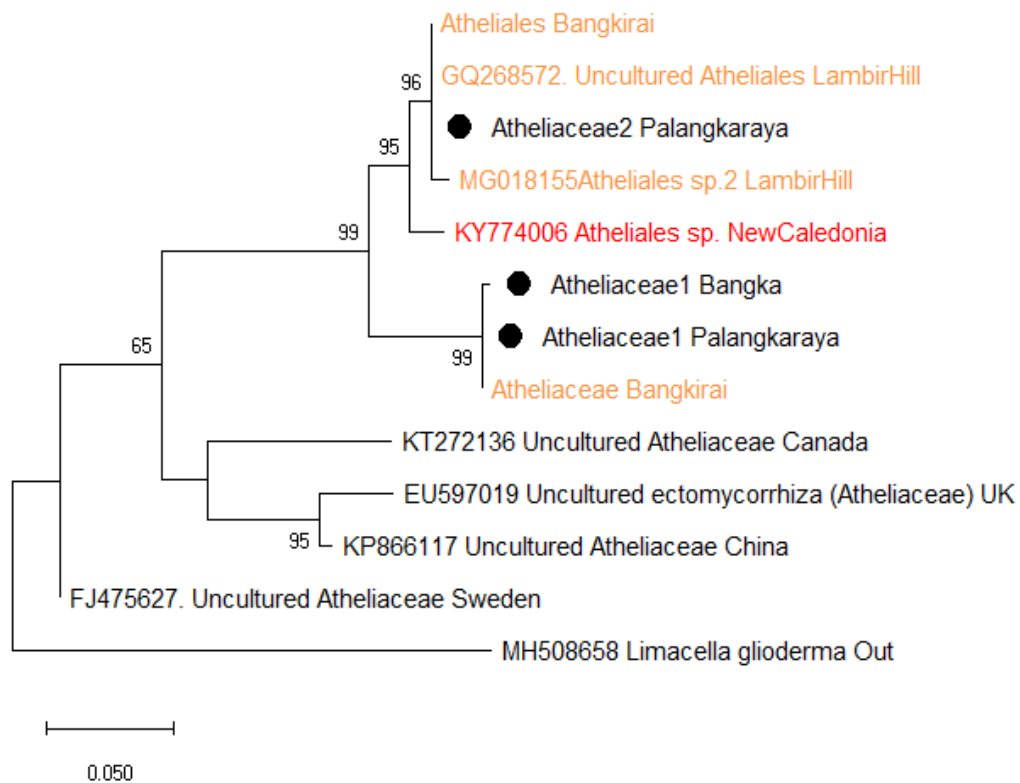 Atheliales Bangkirai
GQ268572. Uncultured Atheliales LambirHill
96
Atheliaceae2 Palangkaraya
95
MG018155Atheliales sp.2 LambirHill
KY774006 Atheliales sp. NewCaledonia
99
Atheliaceae1 Bangka
Atheliaceae1 Palangkaraya
65
99
Atheliaceae Bangkirai
KT272136 Uncultured Atheliaceae Canada
EU597019 Uncultured ectomycorrhiza (Atheliaceae) UK
95
KP866117 Uncultured Atheliaceae China
FJ475627. Uncultured Atheliaceae Sweden
MH508658 Limacella glioderma Out
0.050